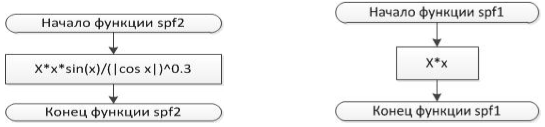 Начало функции spf2
X*x*sin(x)/(|cos x|)^0.3
Конец функции spf2
Начало функции spf1
X*x
Конец функции spf1